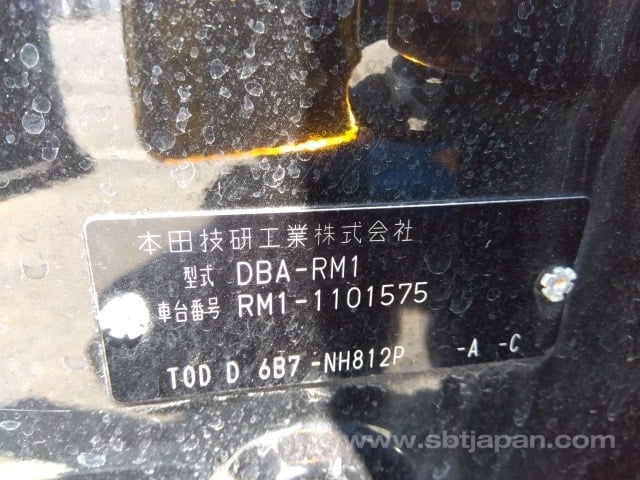 本田技研工業株式会社
型式 DBA-RM1
車台番号 RM1-1101575
TOD D 6B7 -NH812P -A -C
www.sbtjapan.com